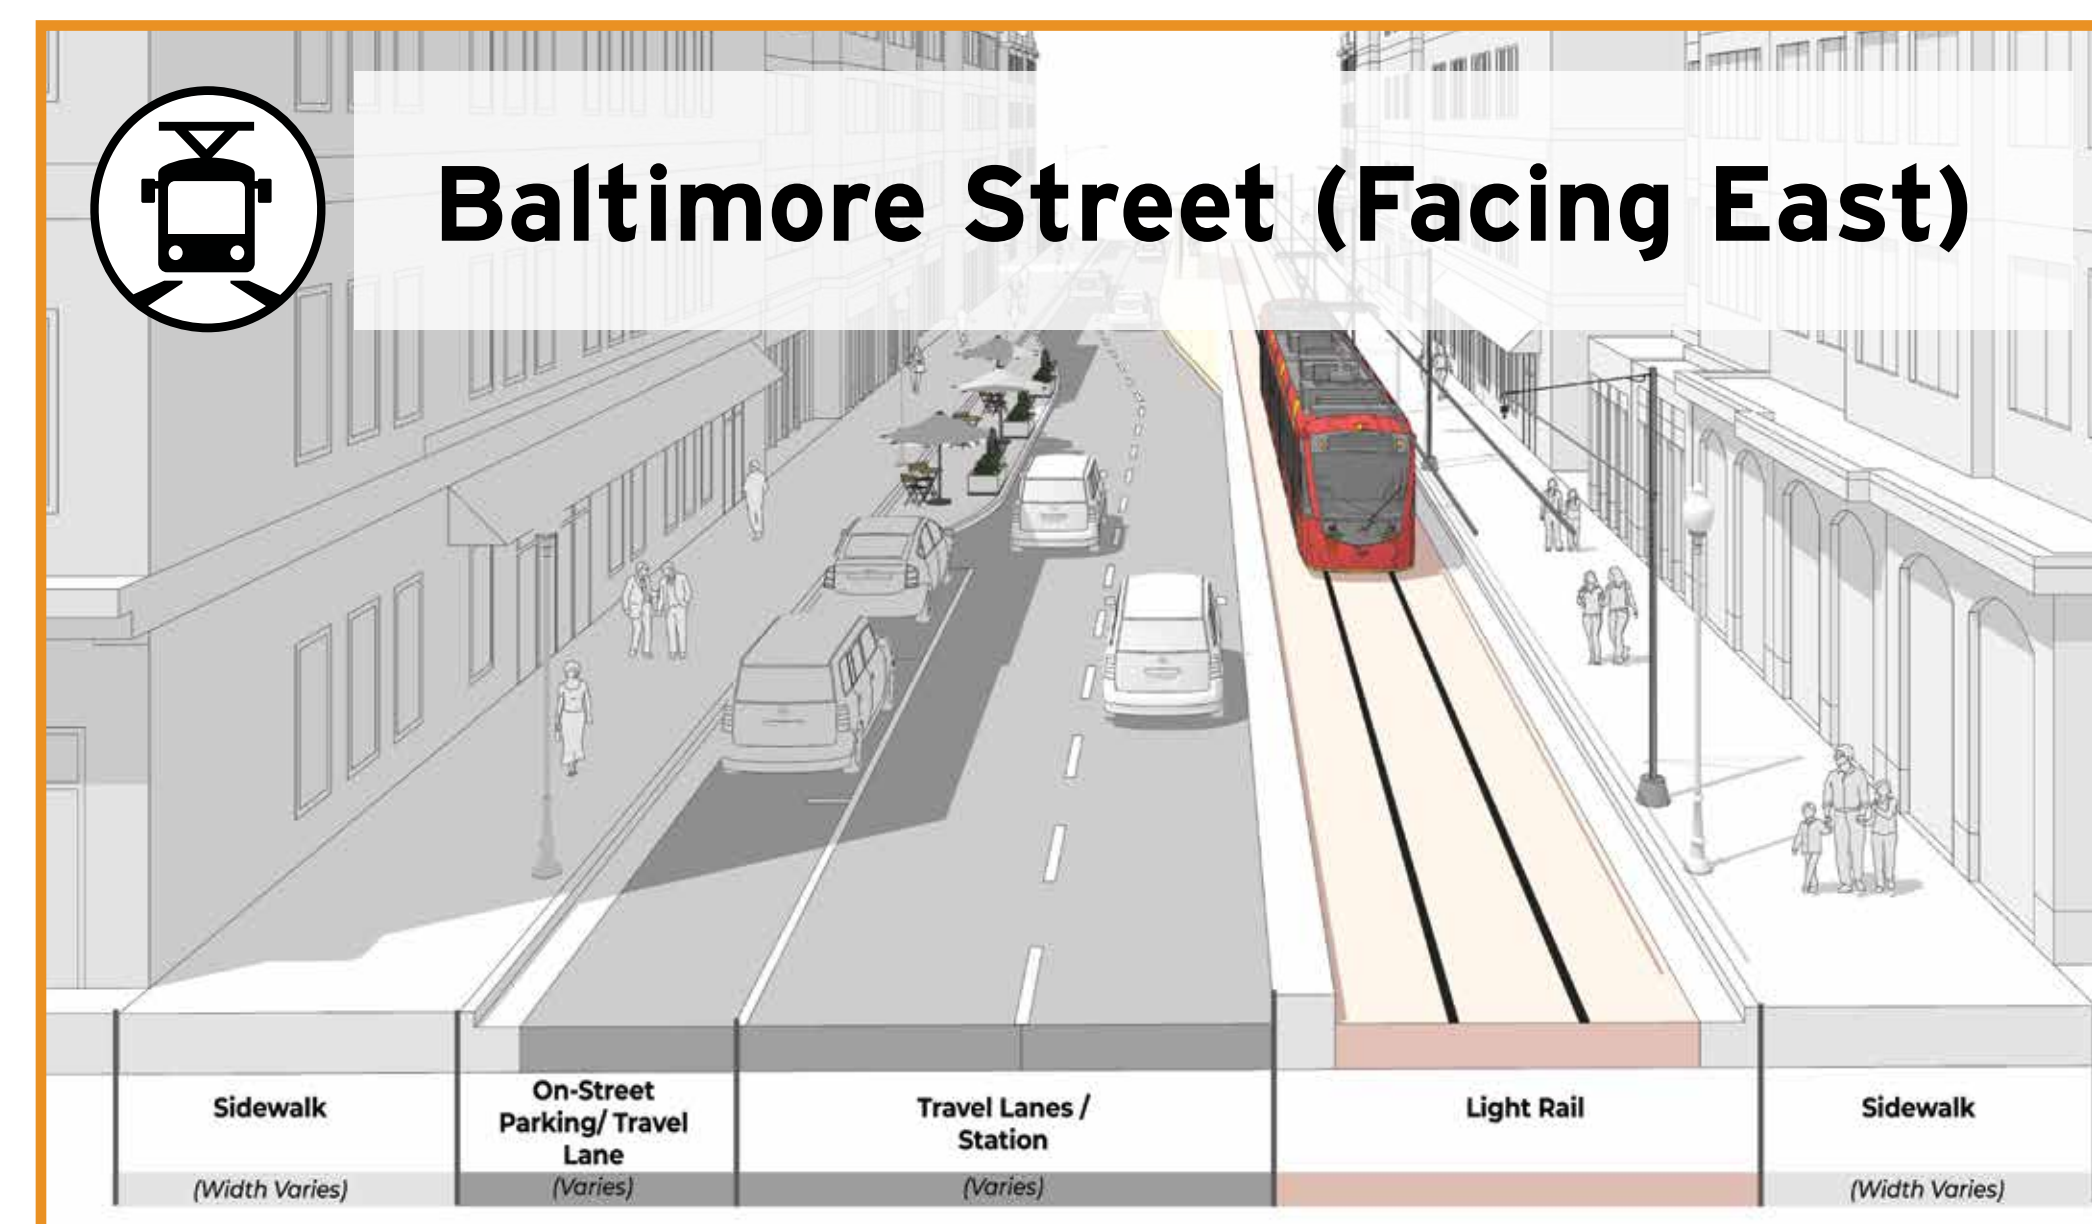 Baltimore Street (Facing East)
Sidewalk
(Width Varies)
On-Street
Parking/ Travel
Lane
(Varies)
Travel Lanes /
Station
(Varies)
Light Rail
Sidewalk
(Width Varies)